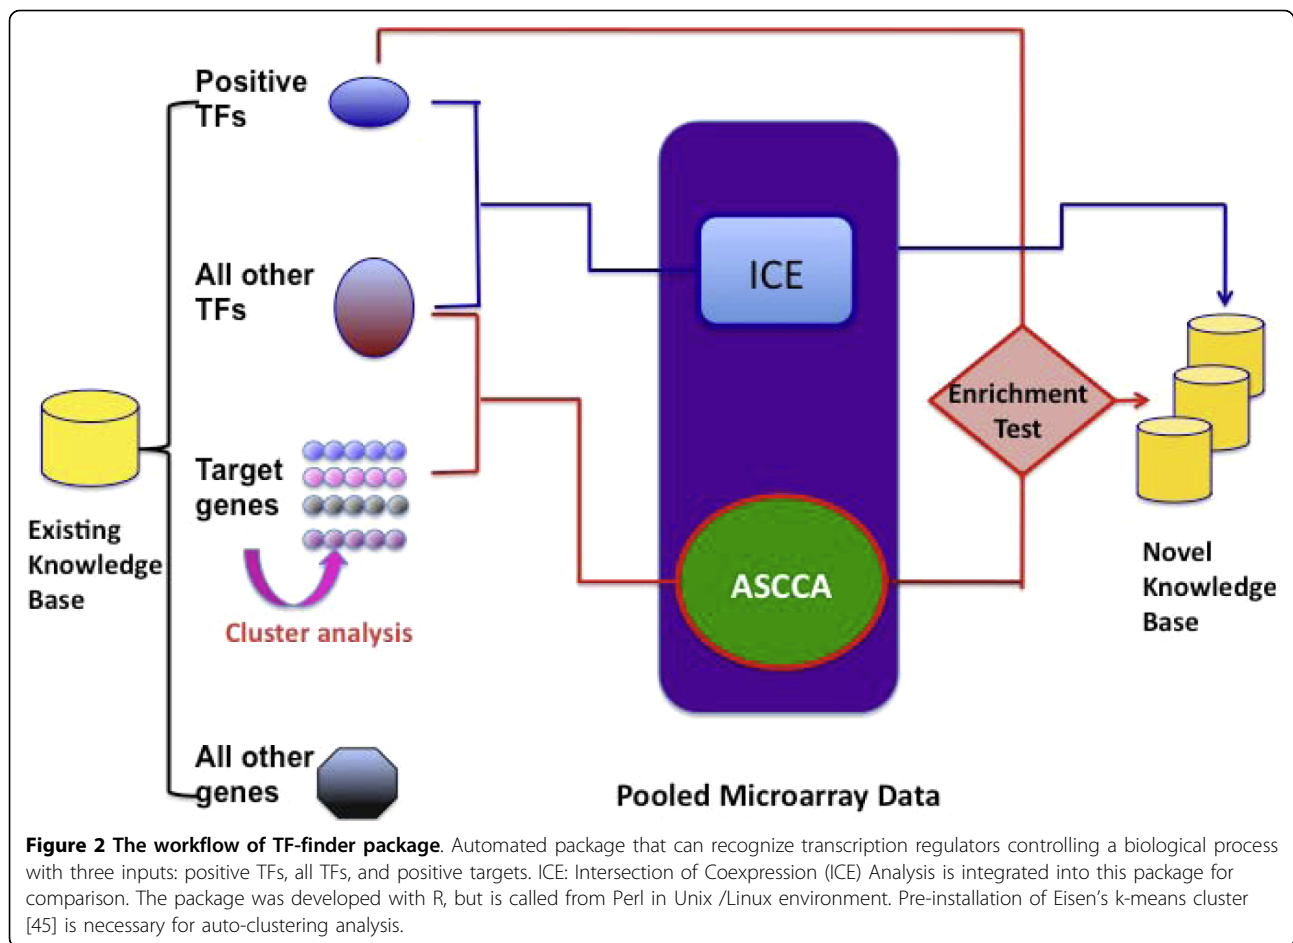 Positive
TFs
All other
TFs
Target
genes
Cluster analysis
All other
genes
Existing
Knowledge
Base
ICE
ASCCA
Pooled Microarray Data
Enrichment
Test
Novel
Knowledge
Base
Figure 2 The workflow of TF-finder package. Automated package that can recognize transcription regulators controlling a biological process
with three inputs: positive TFs, all TFs, and positive targets. ICE: Intersection of Coexpression (ICE) Analysis is integrated into this package for
comparison. The package was developed with R, but is called from Perl in Unix /Linux environment. Pre-installation of Eisen's k-means cluster
[45] is necessary for auto-clustering analysis.